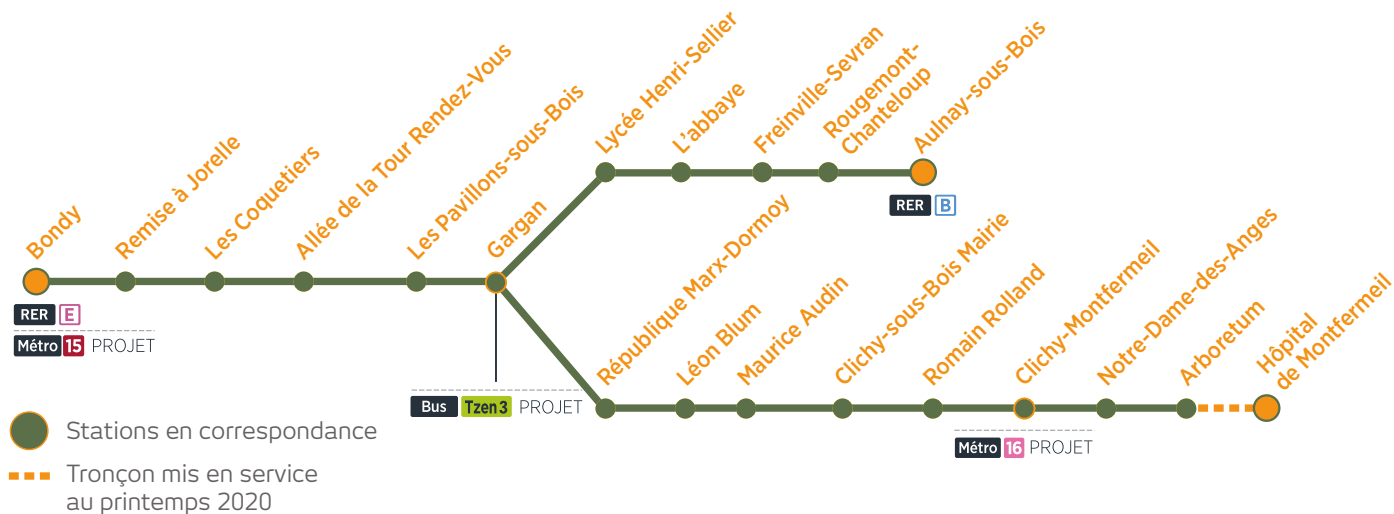 Bondy
Remise à Jorelle
Les Coquetiers
Allée de la Tour Rendez-Vous
Les Pavillons-sous-Bois
Gargan
Lycée Henri-Sellier
L'abbaye
Freinville-Sevran
Rougemont-
Chanteloup
Aulnay-sous-Bois
RER B
RER E
Métro 15 PROJET
Bus Tzen 3 PROJET
République Marx-Dormoy
Léon Blum
Maurice Audin
Clichy-sous-Bois Mairie
Romain Rolland
Clichy-Montfermeil
Notre-Dame-des-Anges
Arboretum
Hôpital
de Montfermeil
Métro 16 PROJET
Stations en correspondance
Tronçon mis en service
au printemps 2020